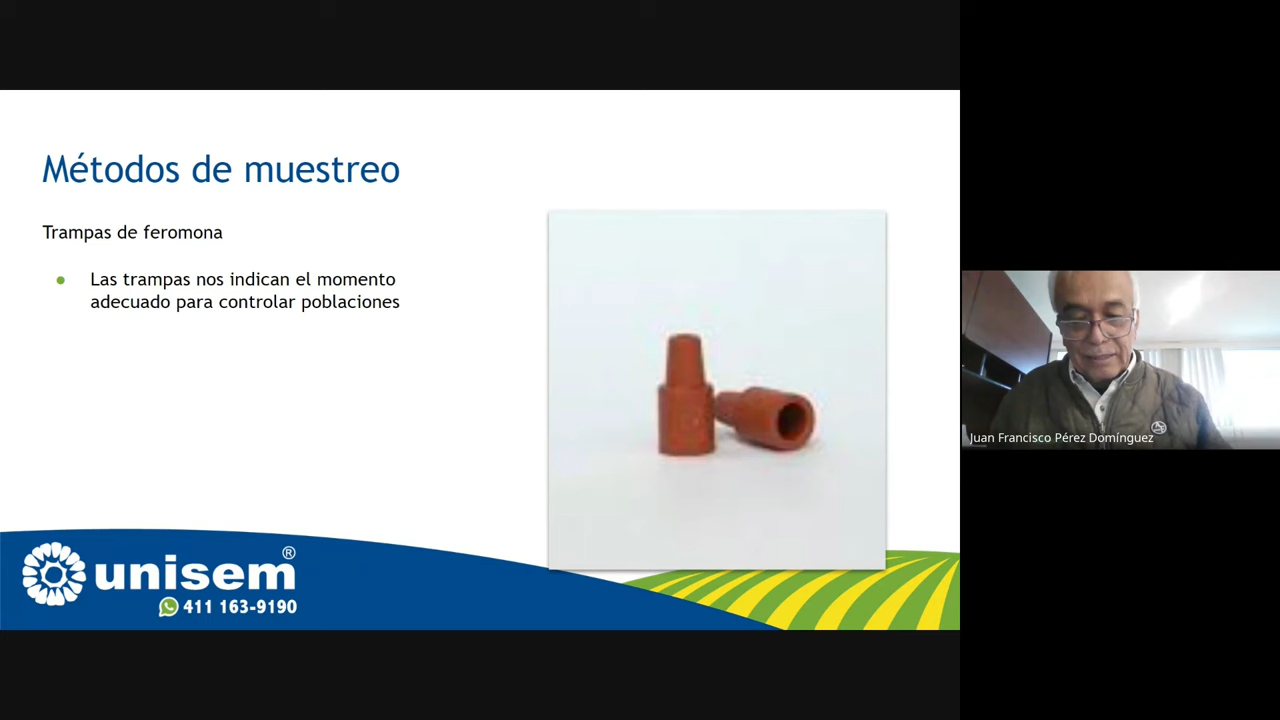 Métodos de muestreo
Trampas de feromona
● Las trampas nos indican el momento
adecuado para controlar poblaciones
unisem®
411 163-9190
Juan Francisco Pérez Domínguez